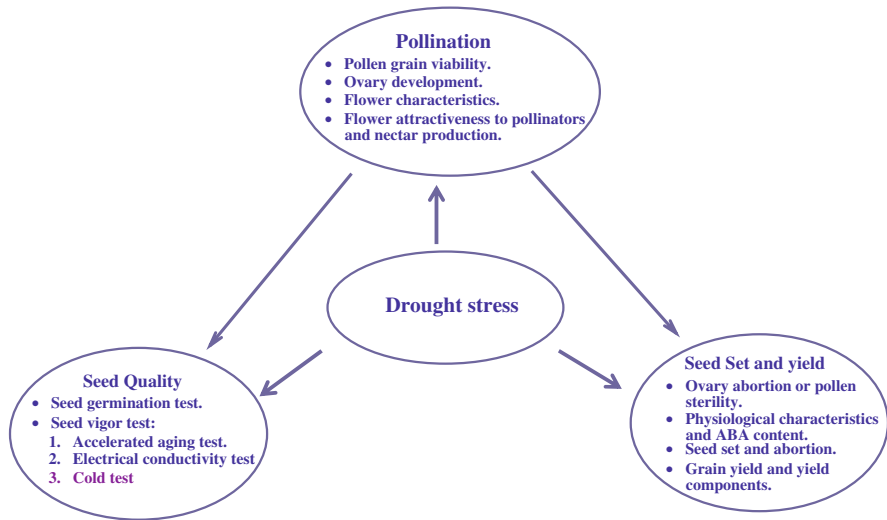 Pollination
• Pollen grain viability.
• Ovary development.
• Flower characteristics.
• Flower attractiveness to pollinators
and nectar production.
Drought stress
Seed Quality
• Seed germination test.
• Seed vigor test:
1. Accelerated aging test.
2. Electrical conductivity test
3. Cold test
Seed Set and yield
• Ovary abortion or pollen
sterility.
• Physiological characteristics
and ABA content.
• Seed set and abortion.
• Grain yield and yield
components.